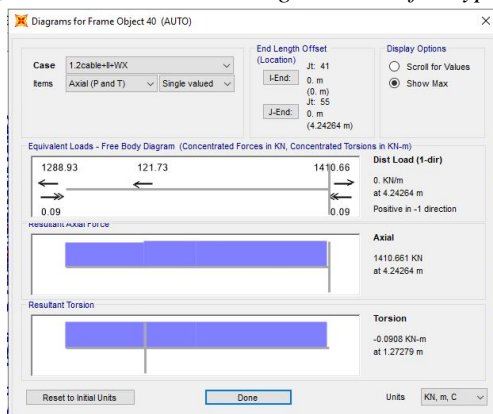 Diagrams for Frame Object 40 (AUTO)
Case 1.2cable+ll+WX
Items Axial (P and T) Single valued
End Length Offset
(Location)
Jt: 41
I-End: 0. m
(0. m)
Jt: 55
J-End: 0. m
(4.24264 m)
Display Options
Scroll for Values
Show Max
Equivalent Loads - Free Body Diagram (Concentrated Forces in KN, Concentrated Torsions in KN-m)
1288.93 121.73 1410.66
0.09 0.09
Dist Load (1-dir)
0. KN/m
at 4.24264 m
Positive in -1 direction
Resultant Axial Force
Axial
1410.661 KN
at 4.24264 m
Resultant Torsion
Torsion
-0.0908 KN-m
at 1.27279 m
Reset to Initial Units Done Units KN, m, C